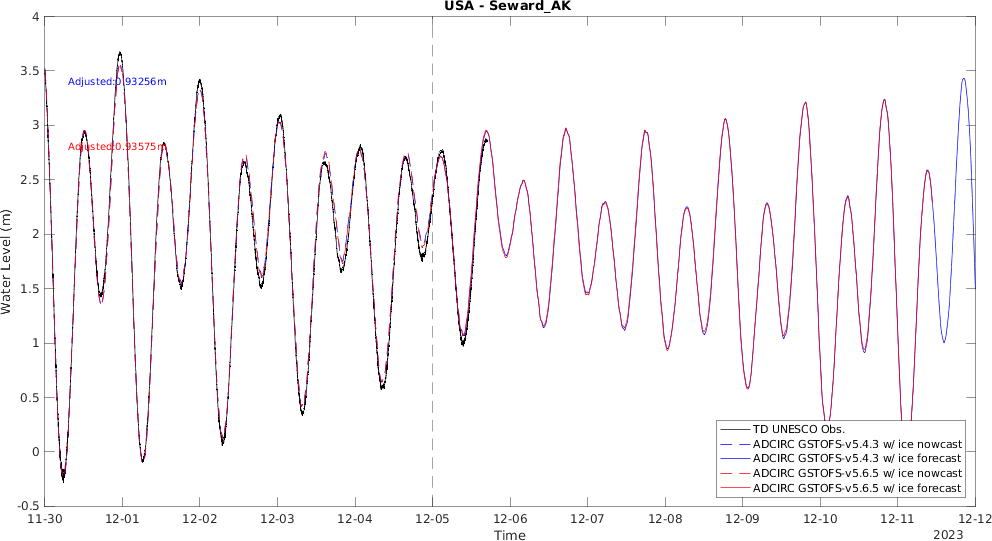 USA - Seward_AK
Water Level (m)
4
3.5
3
2.5
2
1.5
1
0.5
0
-0.5
Adjusted:0.93256m
Adjusted:0.93575m
TD UNESCO Obs.
ADCIRC GSTOFS-v5.4.3 w/ ice nowcast
ADCIRC GSTOFS-v5.4.3 w/ ice forecast
ADCIRC GSTOFS-v5.6.5 w/ ice nowcast
ADCIRC GSTOFS-v5.6.5 w/ ice forecast
11-30 12-01 12-02 12-03 12-04 12-05 12-06 12-07 12-08 12-09 12-10 12-11 12-12
Time
2023